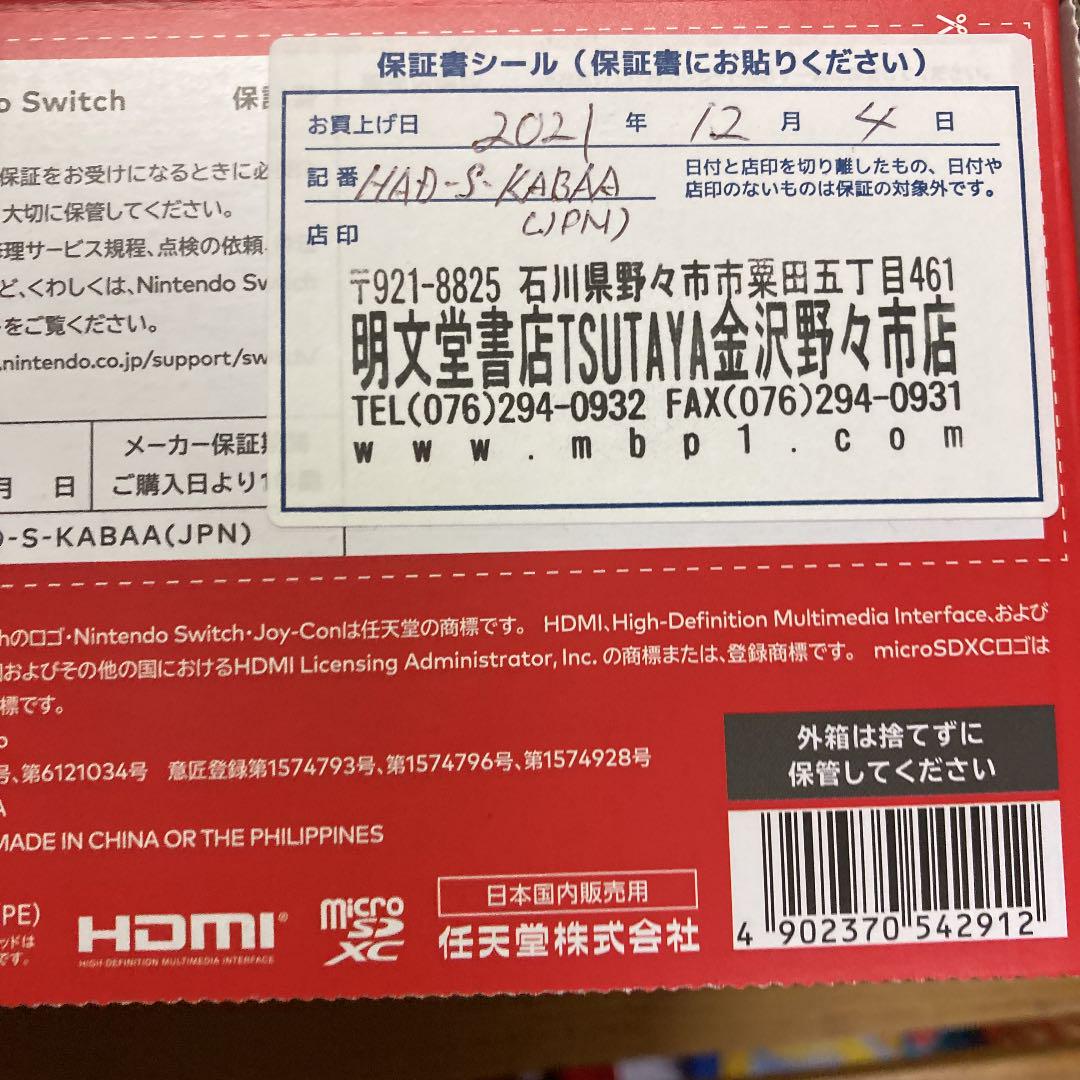 保証書シール（保証書にお貼りください）
お買上げ日 2021 年 12 月 4 日
記番 HAD-S-KABAA
(JPN)
日付と店印を切り離したもの、日付や
店印のないものは保証の対象外です。
店印
〒921-8825 石川県野々市市粟田五丁目461
明文堂書店TSUTAYA金沢野々市店
TEL(076)294-0932 FAX(076)294-0931
www.mbp1.com
o Switch 保証
保証をお受けになるときに必
大切に保管してください。
修理サービス規程、点検の依頼
ど、くわしくは、Nintendo Sw
をご覧ください。
.nintendo.co.jp/support/sw
月 日
メーカー保証期
ご購入日より1
-S-KABAA(JPN)
hのロゴ・Nintendo Switch・Joy-Conは任天堂の商標です。 HDMI、High-Definition Multimedia Interface、および
およびその他の国におけるHDMI Licensing Administrator, Inc. の商標または、登録商標です。 microSDXCロゴは
標です。
号、第6121034号 意匠登録第1574793号、第1574796号、第1574928号
MADE IN CHINA OR THE PHILIPPINES
外箱は捨てずに
保管してください
(PE)
ッドは
です。
HDMI
HIGH-DEFINITION MULTIMEDIA INTERFACE
micro
SD
XC
日本国内販売用
任天堂株式会社
4 902370 542912